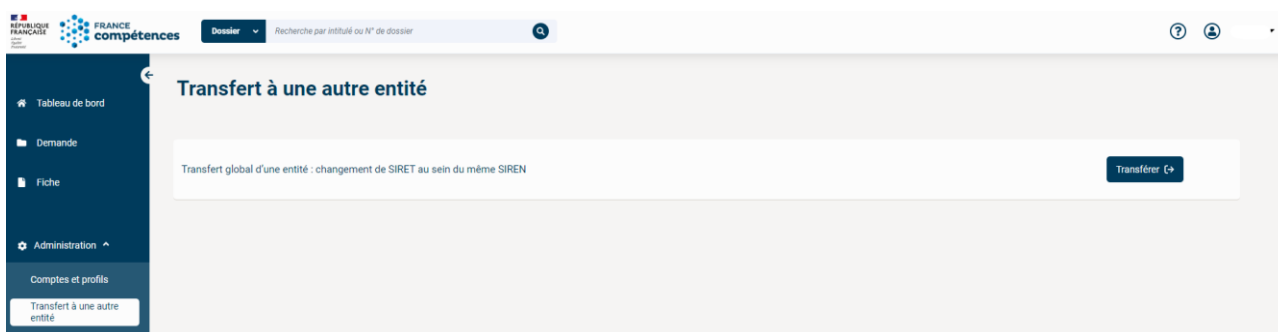 RÉPUBLIQUE
FRANÇAISE
FRANCE
compétences
Dossier
Recherche par intitulé ou N° de dossier
?
Transfert à une autre entité
Tableau de bord
Demande
Fiche
Transfert global d'une entité : changement de SIRET au sein du même SIREN
Transférer
Administration
Comptes et profils
Transfert à une autre
entité